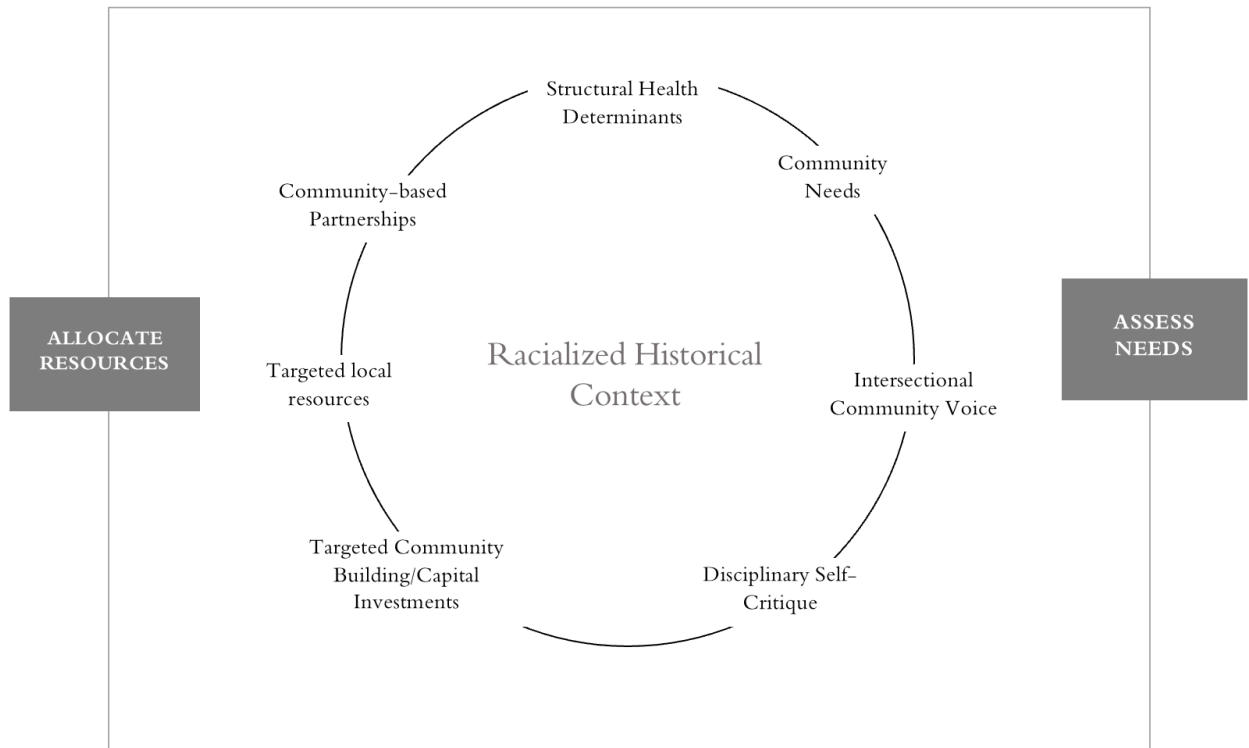 Structural Health
Determinants
Community
Needs
Community-based
Partnerships
ASSESS
NEEDS
ALLOCATE
RESOURCES
Racialized Historical
Context
Targeted local
resources
Intersectional
Community Voice
Targeted Community
Building/Capital
Investments
Disciplinary Self-
Critique